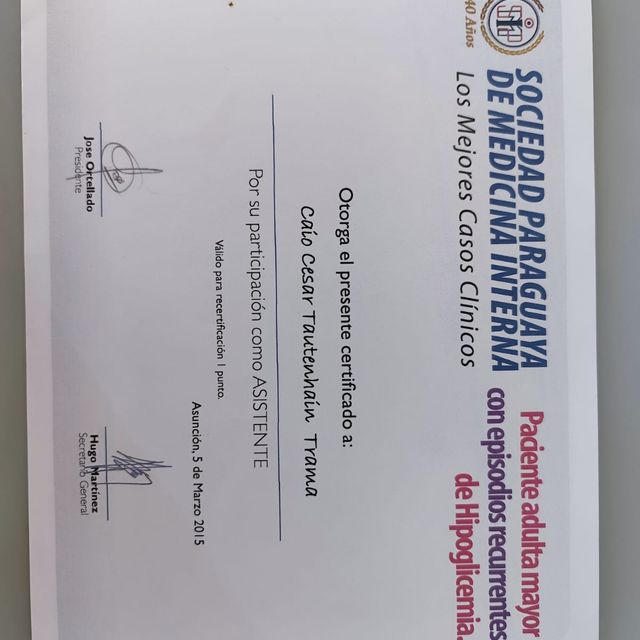 40 Años
SOCIEDAD PARAGUAYA
DE MEDICINA INTERNA
Los Mejores Casos Clínicos
Paciente adulta mayor
con episodios recurrentes
de Hipoglicemia.
Otorga el presente certificado a:
Caío Cesar Tautenhaín Trama
Por su participación como ASISTENTE
Válido para recertificación 1 punto.
Asunción, 5 de Marzo 2015
Jose Ortellado
Presidente
Hugo Martínez
Secretario General